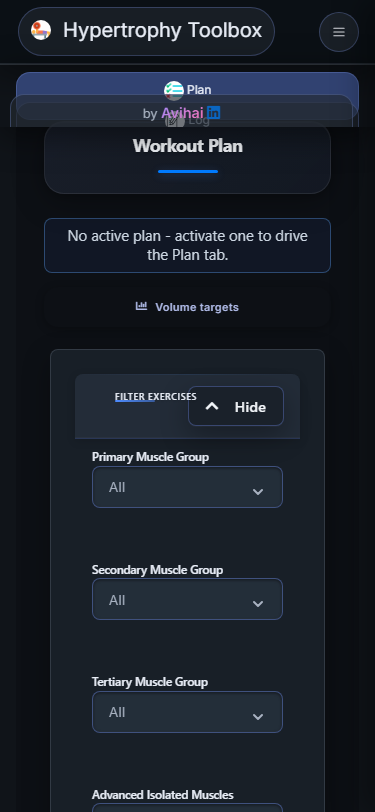 Hypertrophy Toolbox
Plan
by Avihai
Log
Workout Plan
No active plan - activate one to drive
the Plan tab.
Volume targets
FILTER EXERCISES
Hide
Primary Muscle Group
All
Secondary Muscle Group
All
Tertiary Muscle Group
All
Advanced Isolated Muscles